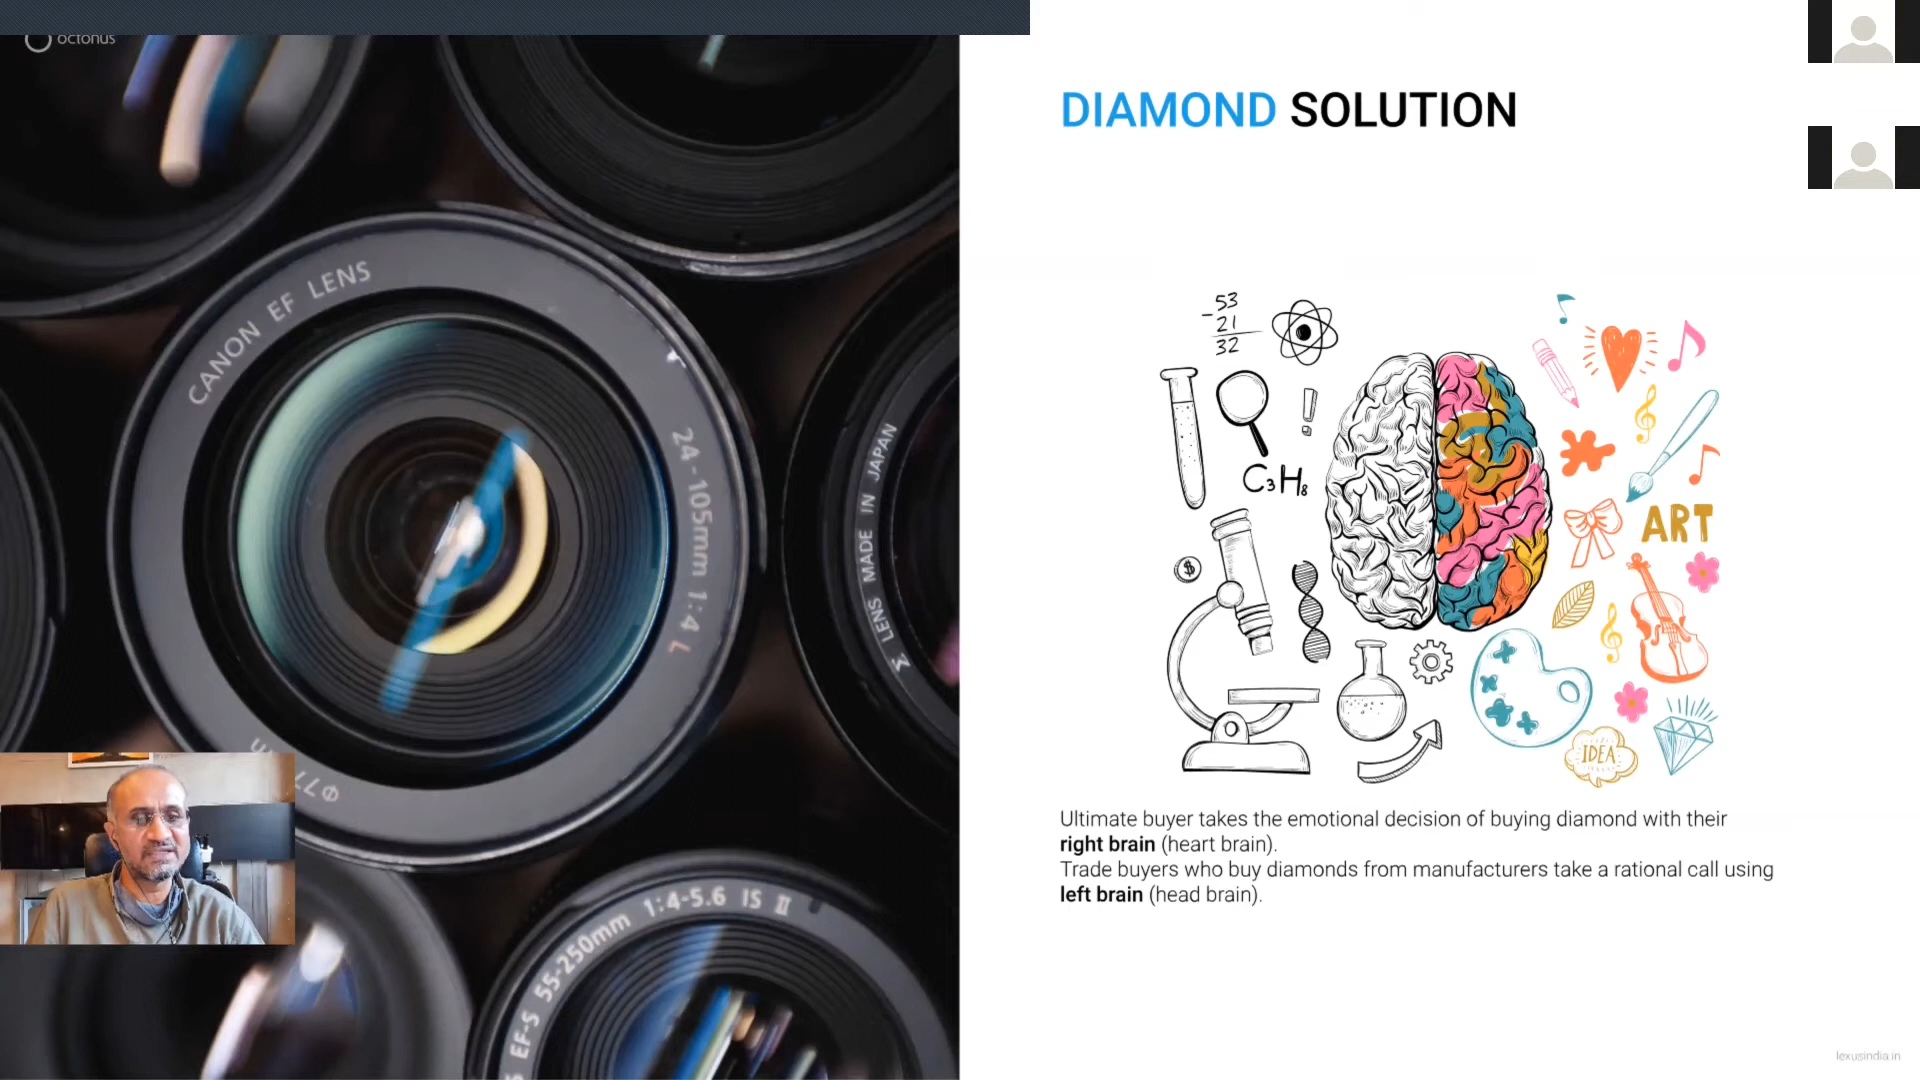 octonus
DIAMOND SOLUTION
CANON EF LENS
24-105mm 1:4 L
LENS MADE IN JAPAN
EF-S 55-250mm 1:4-5.6 IS II
-53
21
32
C3H8
$
ART
IDEA
Ultimate buyer takes the emotional decision of buying diamond with their
right brain (heart brain).
Trade buyers who buy diamonds from manufacturers take a rational call using
left brain (head brain).
lexusindia.in